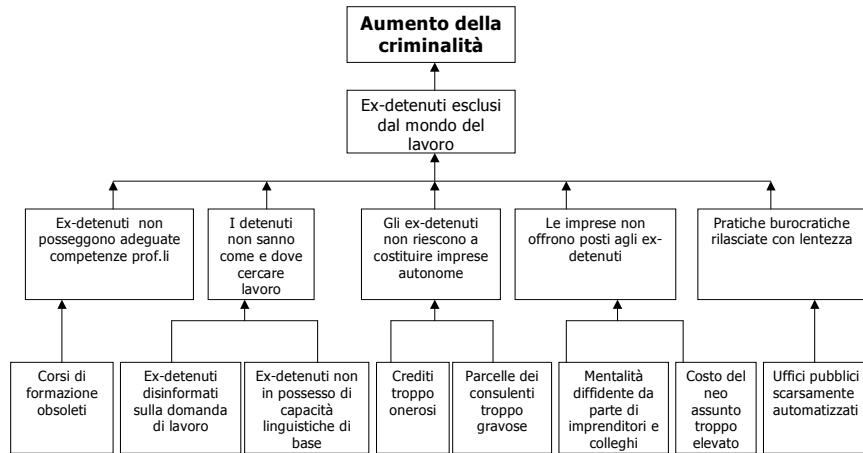 Aumento della
criminalità
Ex-detenuti esclusi
dal mondo del
lavoro
Ex-detenuti non
posseggono adeguate
competenze prof.li
I detenuti
non sanno
come e dove
cercare
lavoro
Gli ex-detenuti
non riescono a
costituire imprese
autonome
Le imprese non
offrono posti agli ex-
detenuti
Pratiche burocratiche
rilasciate con lentezza
Corsi di
formazione
obsoleti
Ex-detenuti
disinformati
sulla domanda
di lavoro
Ex-detenuti non
in possesso di
capacità
linguistiche di
base
Crediti
troppo
onerosi
Parcelle dei
consulenti
troppo
gravose
Mentalità
diffidente da
parte di
imprenditori e
colleghi
Costo del
neo
assunto
troppo
elevato
Uffici pubblici
scarsamente
automatizzati